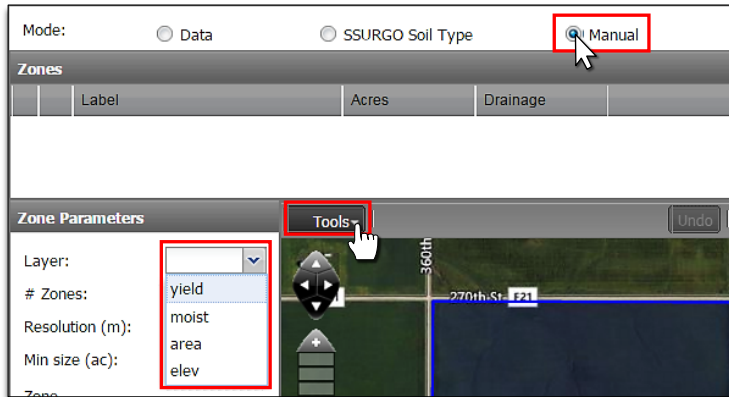 Mode: Data SSURGO Soil Type Manual
Zones
Label Acres Drainage
Zone Parameters
Tools Undo
Layer:
yield
# Zones:
moist
Resolution (m):
area
Min size (ac):
elev
Zone
360th
270th St E21